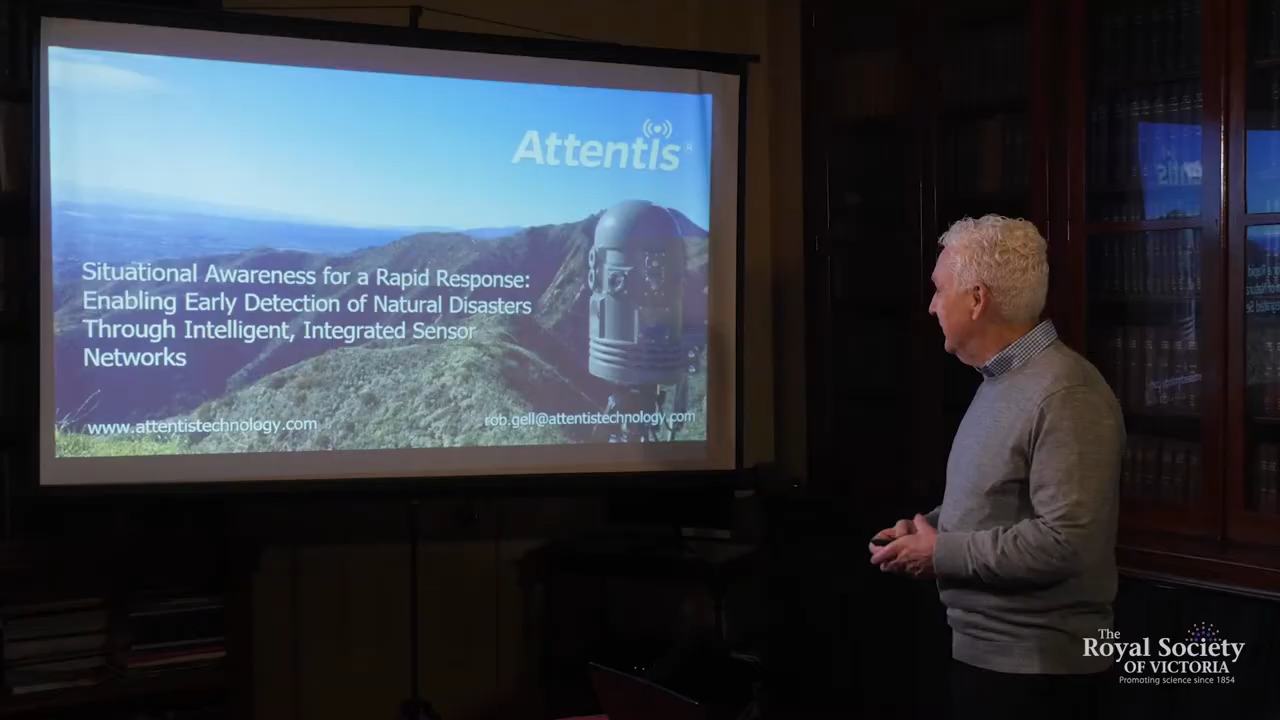 Attentis®
Situational Awareness for a Rapid Response:
Enabling Early Detection of Natural Disasters
Through Intelligent, Integrated Sensor
Networks
www.attentistechnology.com
rob.gell@attentistechnology.com
The
Royal Society
OF VICTORIA
Promoting science since 1854